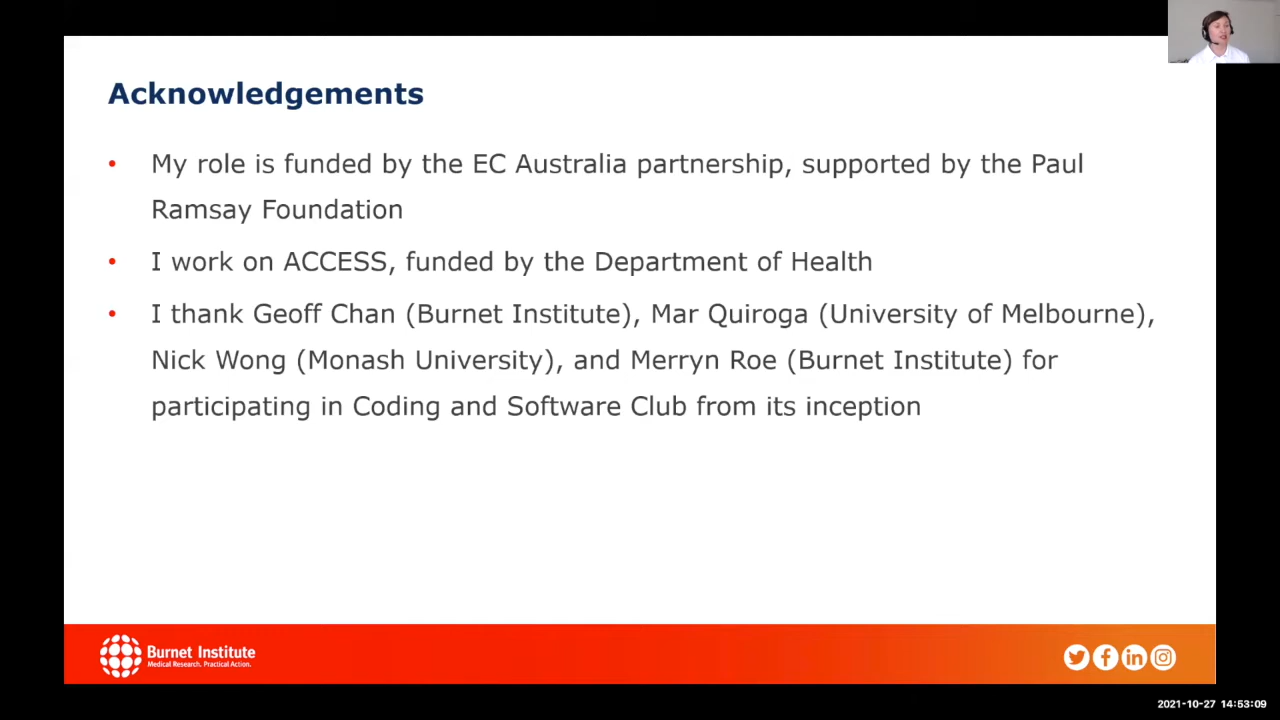 Acknowledgements
• My role is funded by the EC Australia partnership, supported by the Paul
Ramsay Foundation
• I work on ACCESS, funded by the Department of Health
• I thank Geoff Chan (Burnet Institute), Mar Quiroga (University of Melbourne),
Nick Wong (Monash University), and Merryn Roe (Burnet Institute) for
participating in Coding and Software Club from its inception
Burnet Institute
Medical Research. Practical Action.
2021-10-27 14:53:09